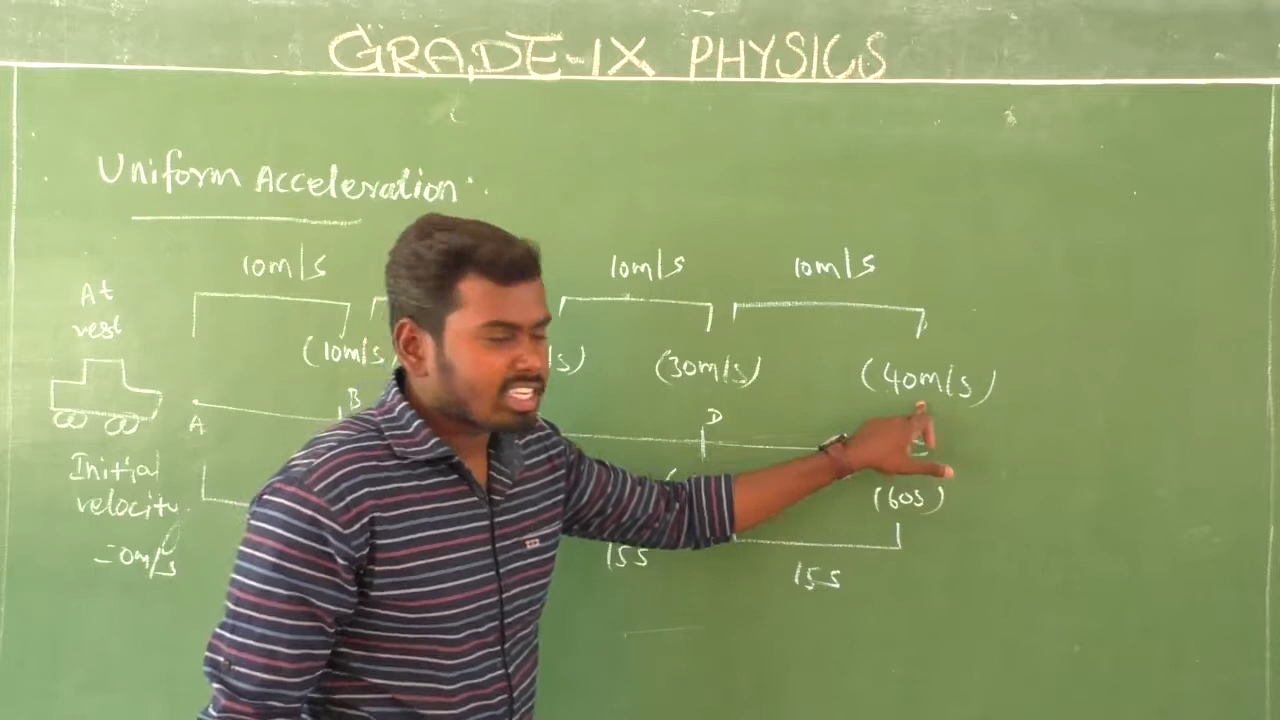 GRADE-IX PHYSICS
Uniform Acceleration
10m/s 10m/s 10m/s
At
rest
(10m/s) (30m/s) (40m/s)
A B D
Initial
velocity
=0m/s
(60s)
15s 15s